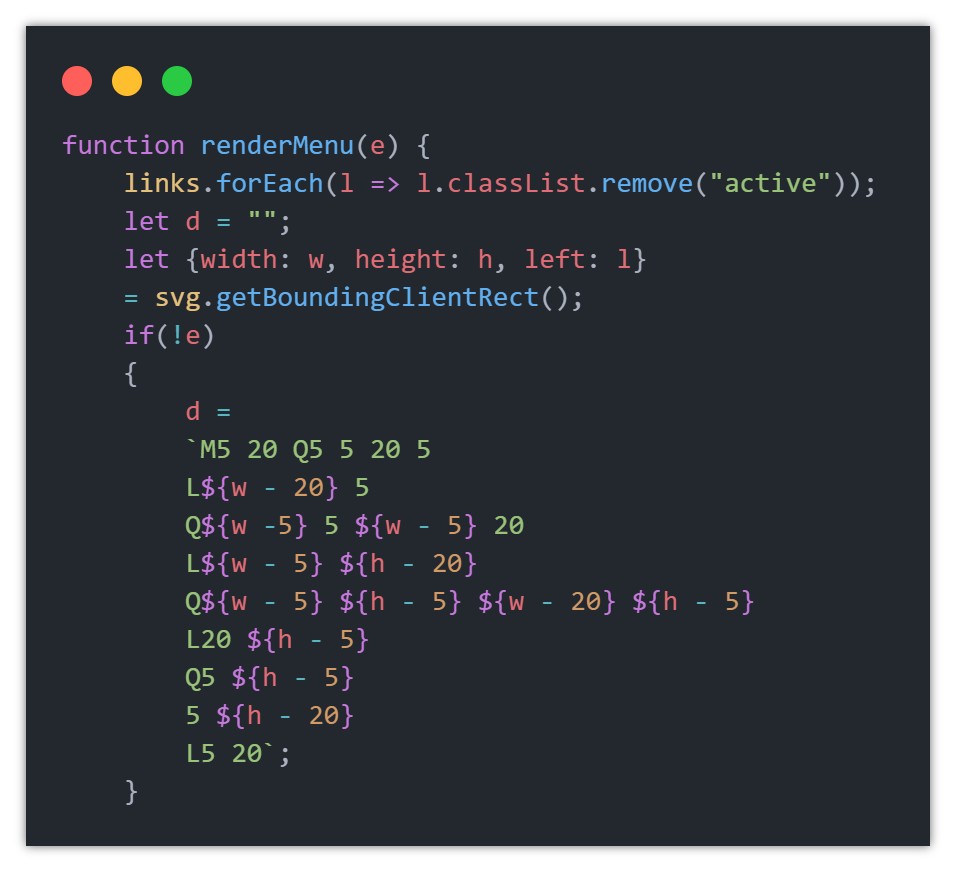 function renderMenu(e) {
    links.forEach(l => l.classList.remove("active"));
    let d = "";
    let {width: w, height: h, left: l}
    = svg.getBoundingClientRect();
    if(!e)
    {
        d =
        `M5 20 Q5 5 20 5
        L${w - 20} 5
        Q${w -5} 5 ${w - 5} 20
        L${w - 5} ${h - 20}
        Q${w - 5} ${h - 5} ${w - 20} ${h - 5}
        L20 ${h - 5}
        Q5 ${h - 5}
        5 ${h - 20}
        L5 20`;
    }